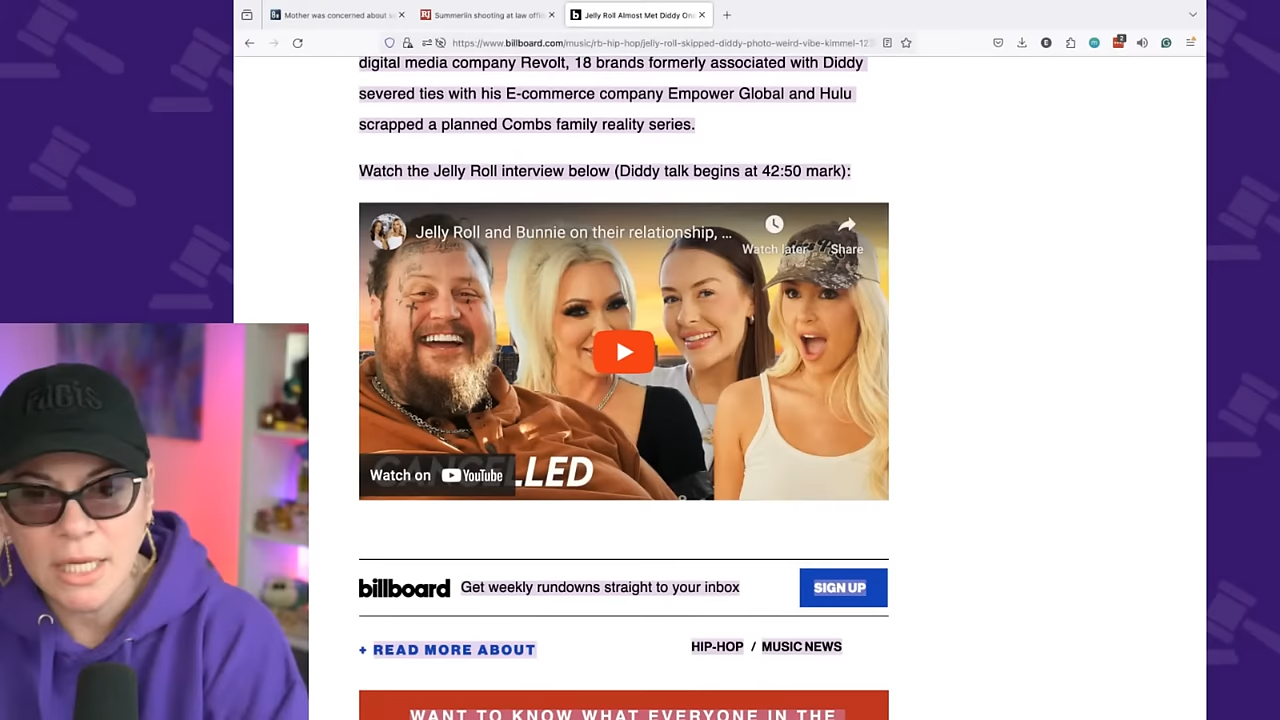 Mother was concerned about s
Summerlin shooting at law offi
Jelly Roll Almost Met Diddy On
https://www.billboard.com/music/rb-hip-hop/jelly-roll-skipped-diddy-photo-weird-vibe-kimmel-123
digital media company Revolt, 18 brands formerly associated with Diddy
severed ties with his E-commerce company Empower Global and Hulu
scrapped a planned Combs family reality series.
Watch the Jelly Roll interview below (Diddy talk begins at 42:50 mark):
Jelly Roll and Bunnie on their relationship, ...
Watch later
Share
Watch on YouTube
LLED
billboard Get weekly rundowns straight to your inbox SIGN UP
+ READ MORE ABOUT
HIP-HOP / MUSIC NEWS
WANT TO KNOW WHAT EVERYONE IN THE